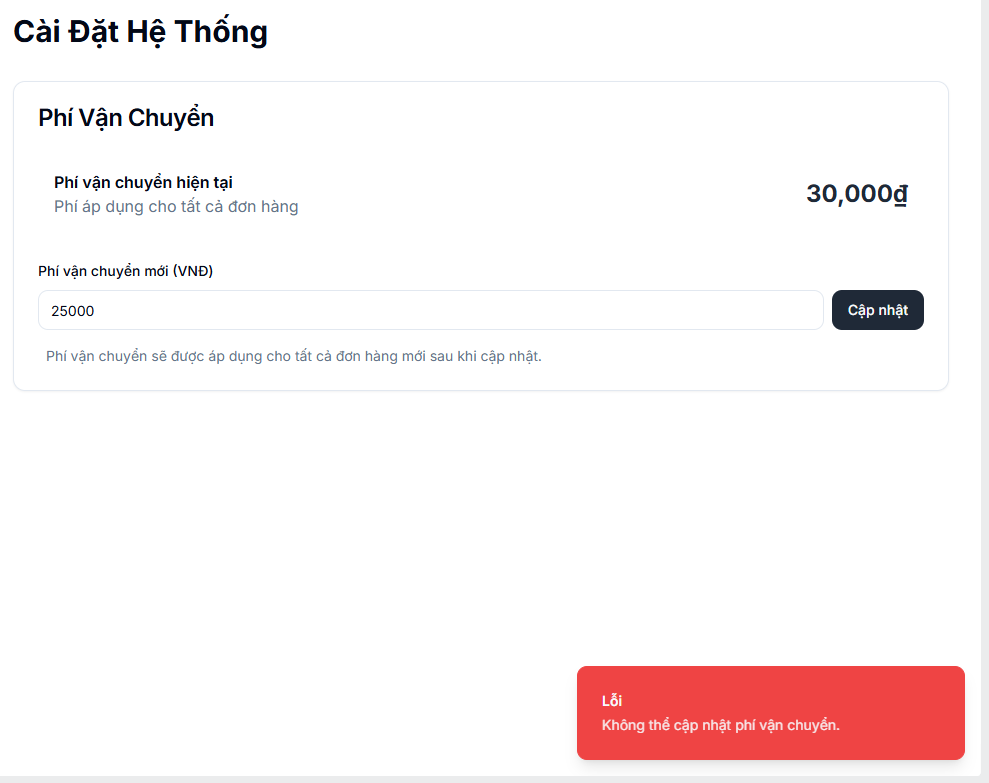 Cài Đặt Hệ Thống
Phí Vận Chuyển
Phí vận chuyển hiện tại
Phí áp dụng cho tất cả đơn hàng
30,000₫
Phí vận chuyển mới (VNĐ)
25000
Cập nhật
Phí vận chuyển sẽ được áp dụng cho tất cả đơn hàng mới sau khi cập nhật.
Lỗi
Không thể cập nhật phí vận chuyển.